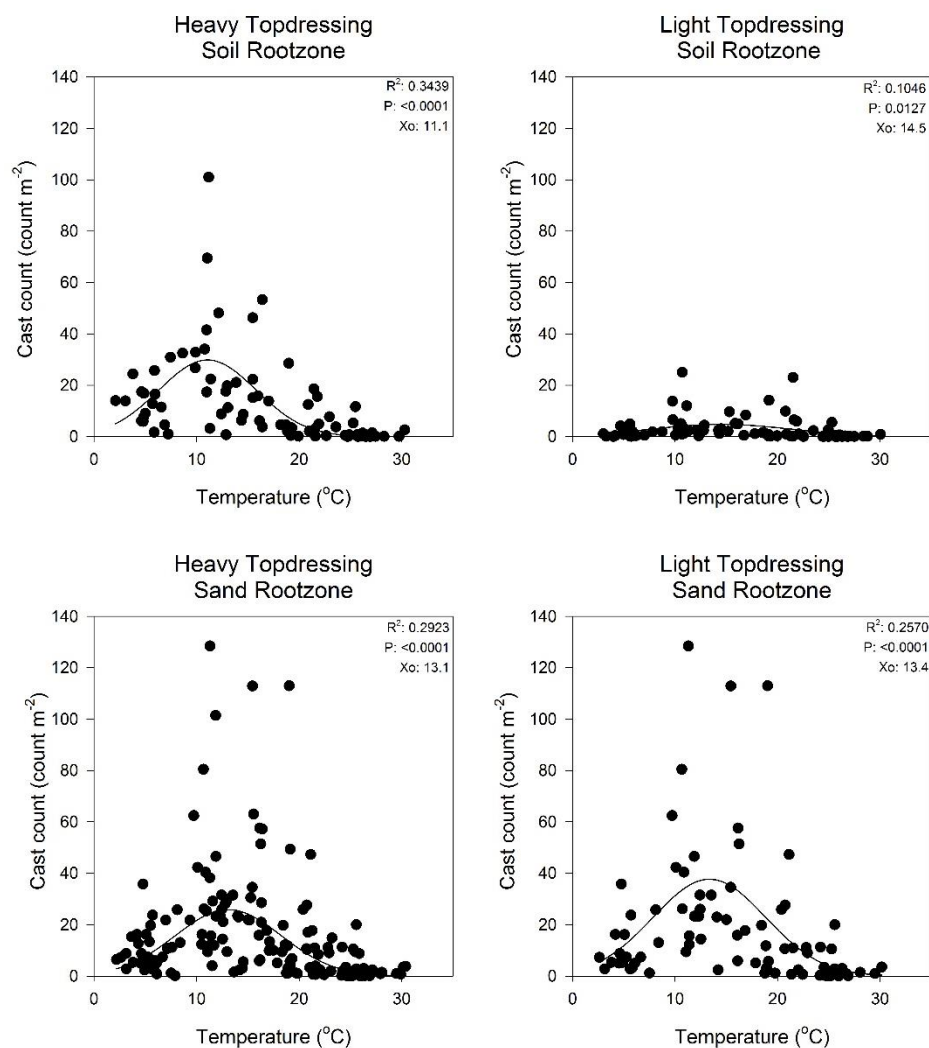 Heavy Topdressing
Soil Rootzone
R²: 0.3439
P: <0.0001
Xo: 11.1
140
120
100
80
60
40
20
0
Cast count (count m⁻²)
0 10 20 30
Temperature (°C)
Light Topdressing
Soil Rootzone
R²: 0.1046
P: 0.0127
Xo: 14.5
140
120
100
80
60
40
20
0
Cast count (count m⁻²)
0 10 20 30
Temperature (°C)
Heavy Topdressing
Sand Rootzone
R²: 0.2923
P: <0.0001
Xo: 13.1
140
120
100
80
60
40
20
0
Cast count (count m⁻²)
0 10 20 30
Temperature (°C)
Light Topdressing
Sand Rootzone
R²: 0.2570
P: <0.0001
Xo: 13.4
140
120
100
80
60
40
20
0
Cast count (count m⁻²)
0 10 20 30
Temperature (°C)